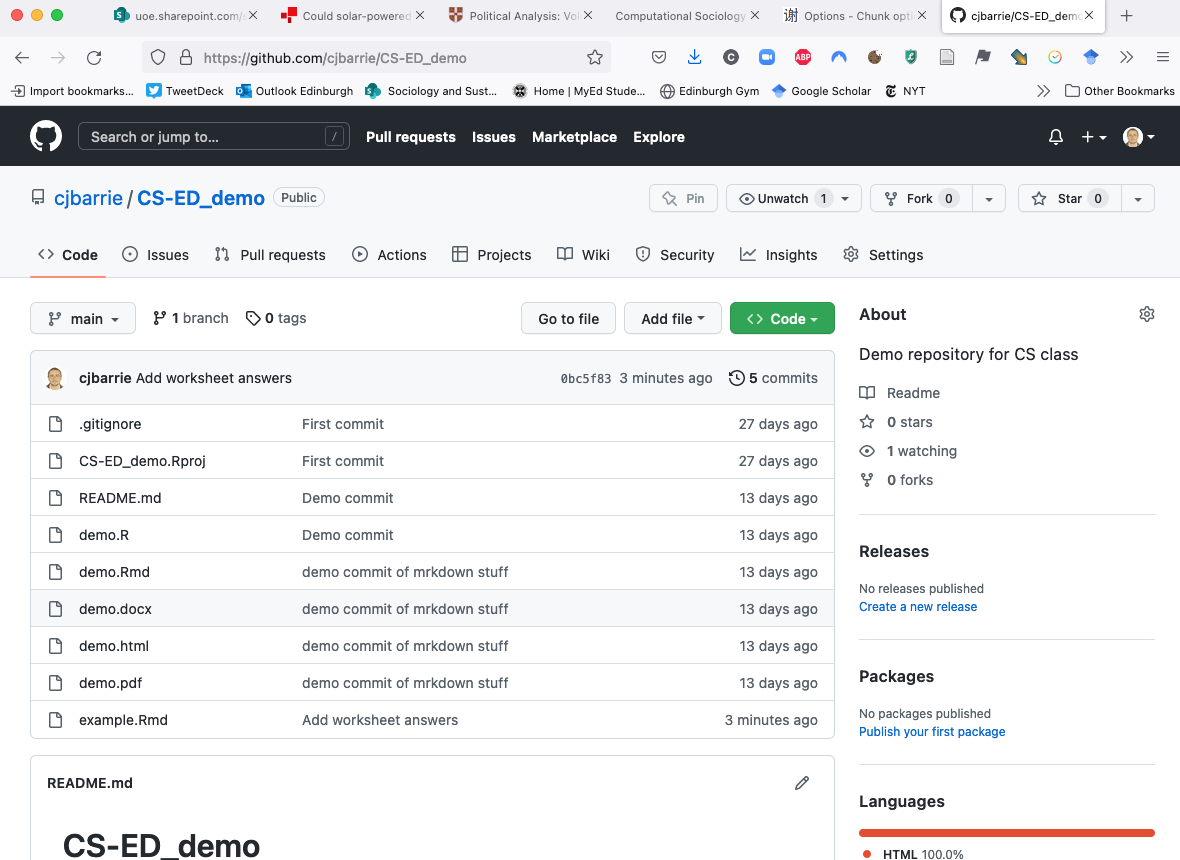 uoe.sharepoint.com/s
Could solar-powered
Political Analysis: Vol
Computational Sociology
谢 Options - Chunk opti
cjbarrie/CS-ED_demo
https://github.com/cjbarrie/CS-ED_demo
C
ABP
Import bookmarks...
TweetDeck
Outlook Edinburgh
Sociology and Sust...
Home | MyEd Stude...
Edinburgh Gym
Google Scholar
NYT
Other Bookmarks
Search or jump to... /
Pull requests
Issues
Marketplace
Explore
cjbarrie / CS-ED_demo Public
Pin
Unwatch 1
Fork 0
Star 0
Code
Issues
Pull requests
Actions
Projects
Wiki
Security
Insights
Settings
main
1 branch
0 tags
Go to file
Add file
Code
cjbarrie Add worksheet answers 0bc5f83 3 minutes ago 5 commits
.gitignore First commit 27 days ago
CS-ED_demo.Rproj First commit 27 days ago
README.md Demo commit 13 days ago
demo.R Demo commit 13 days ago
demo.Rmd demo commit of mrkdown stuff 13 days ago
demo.docx demo commit of mrkdown stuff 13 days ago
demo.html demo commit of mrkdown stuff 13 days ago
demo.pdf demo commit of mrkdown stuff 13 days ago
example.Rmd Add worksheet answers 3 minutes ago
README.md
CS-ED_demo
About
Demo repository for CS class
Readme
0 stars
1 watching
0 forks
Releases
No releases published
Create a new release
Packages
No packages published
Publish your first package
Languages
HTML 100.0%